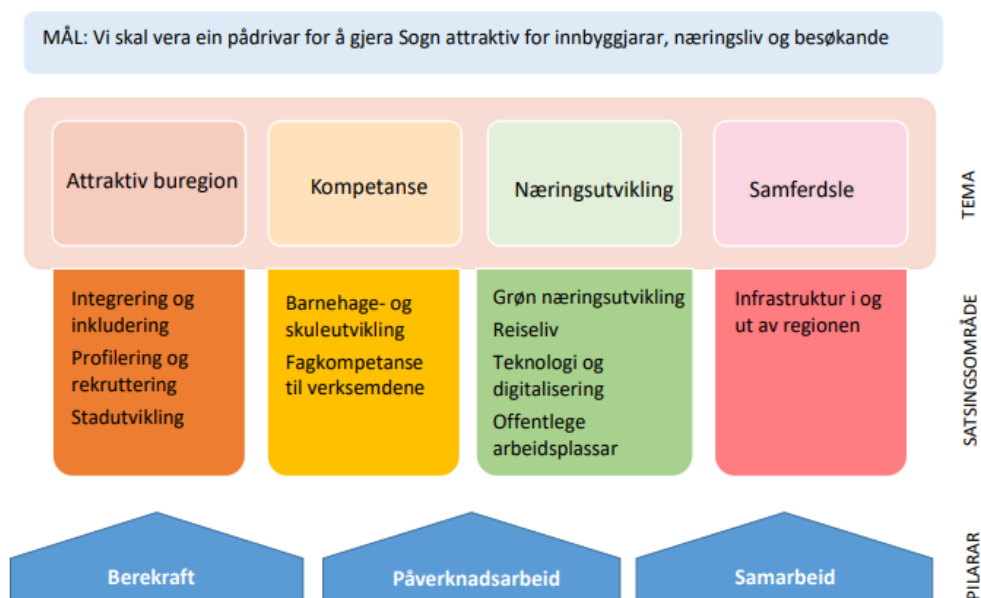 MÅL: Vi skal vera ein pådrivar for å gjera Sogn attraktiv for innbyggjarar, næringsliv og besøkande
Attraktiv buregion
Kompetanse
Næringsutvikling
Samferdsle
TEMA
Integrering og
inkludering
Profilering og
rekruttering
Stadutvikling
Barnehage- og
skuleutvikling
Fagkompetanse
til verksemdene
Grøn næringsutvikling
Reiseliv
Teknologi og
digitalisering
Offentlege
arbeidsplassar
Infrastruktur i og
ut av regionen
SATSINGSOMRÅDE
Berekraft
Påverknadsarbeid
Samarbeid
PILARAR